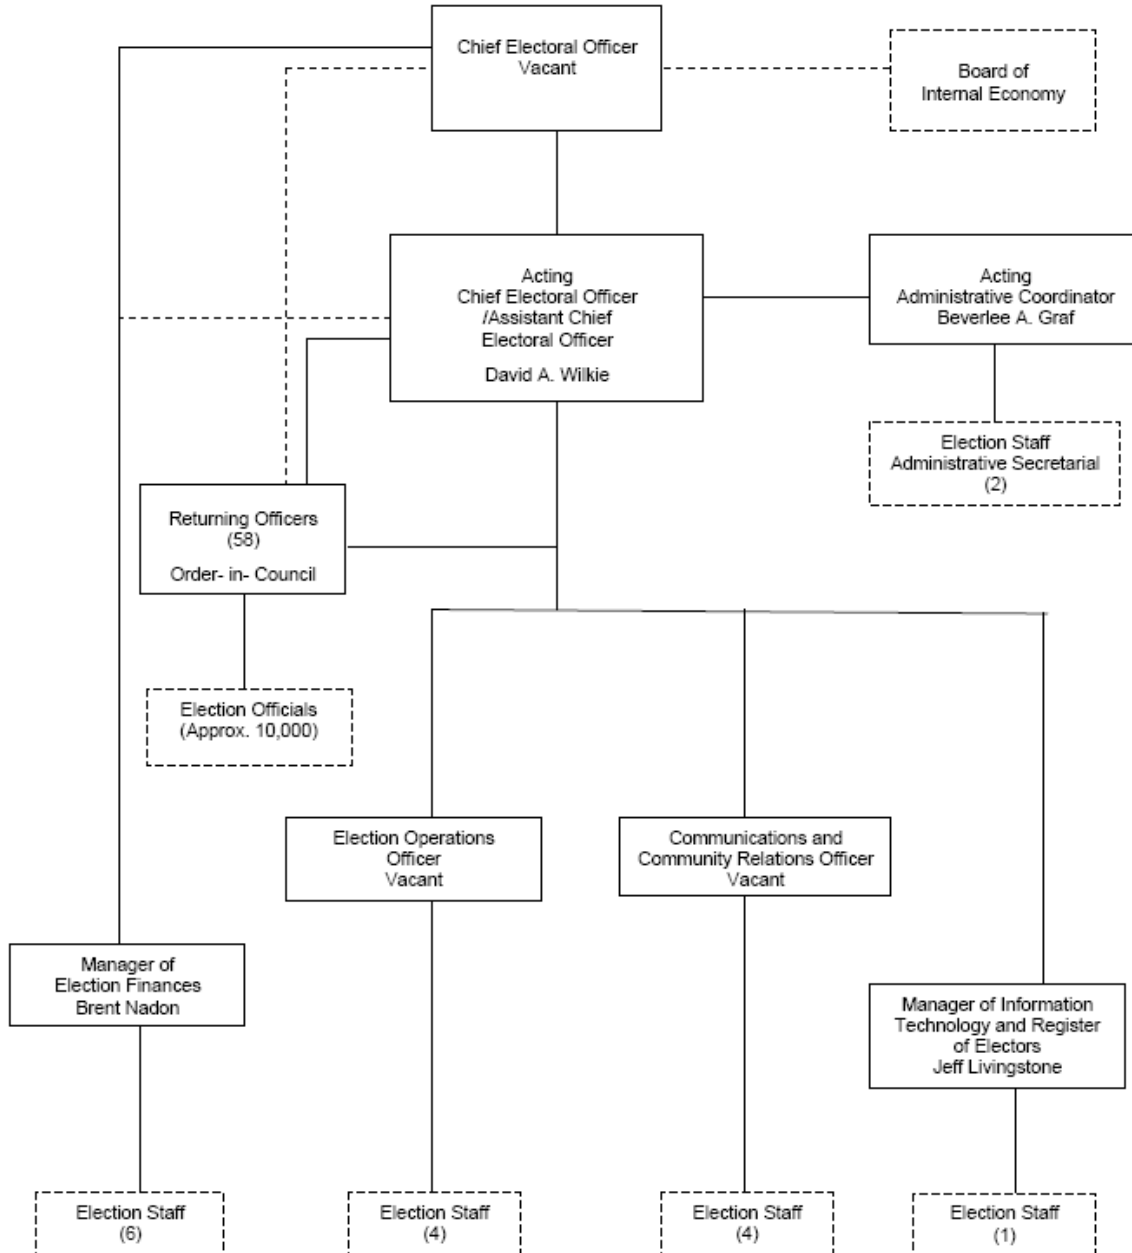 Chief Electoral Officer
Vacant
Board of
Internal Economy
Acting
Chief Electoral Officer
/Assistant Chief
Electoral Officer
David A. Wilkie
Acting
Administrative Coordinator
Beverlee A. Graf
Election Staff
Administrative Secretarial
(2)
Returning Officers
(58)
Order- in- Council
Election Officials
(Approx. 10,000)
Election Operations
Officer
Vacant
Communications and
Community Relations Officer
Vacant
Manager of
Election Finances
Brent Nadon
Manager of Information
Technology and Register
of Electors
Jeff Livingstone
Election Staff
(6)
Election Staff
(4)
Election Staff
(4)
Election Staff
(1)